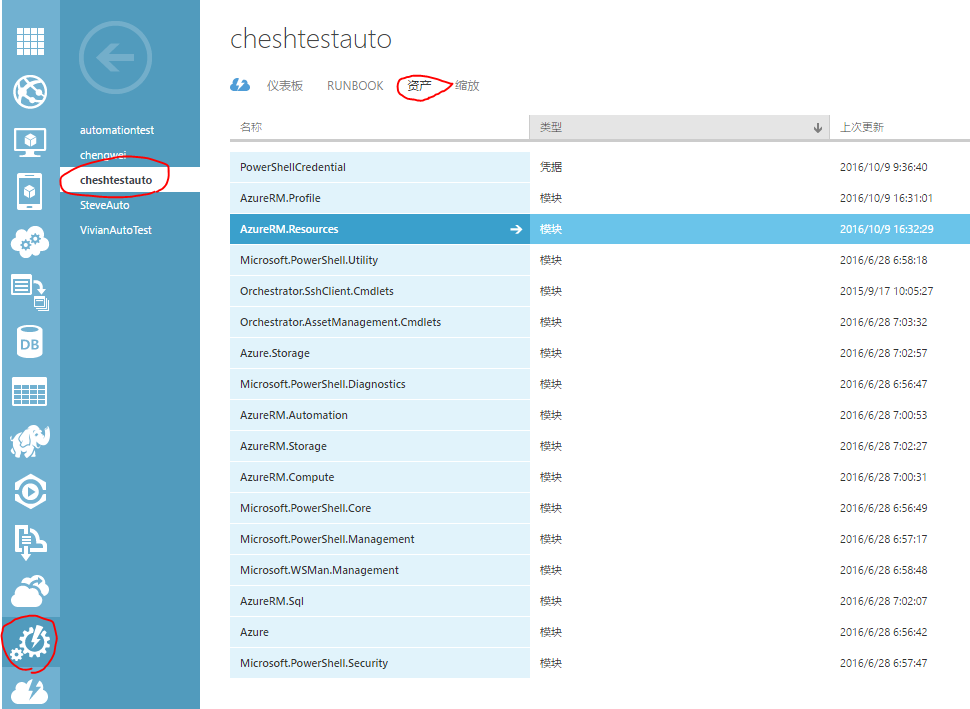 cheshtestauto
仪表板 RUNBOOK 资产 缩放
automationtest
chengwei
cheshtestauto
SteveAuto
VivianAutoTest
DB
名称 类型 上次更新
PowerShellCredential 凭据 2016/10/9 9:36:40
AzureRM.Profile 模块 2016/10/9 16:31:01
AzureRM.Resources 模块 2016/10/9 16:32:29
Microsoft.PowerShell.Utility 模块 2016/6/28 6:58:18
Orchestrator.SshClient.Cmdlets 模块 2015/9/17 10:05:27
Orchestrator.AssetManagement.Cmdlets 模块 2016/6/28 7:03:32
Azure.Storage 模块 2016/6/28 7:02:57
Microsoft.PowerShell.Diagnostics 模块 2016/6/28 6:56:47
AzureRM.Automation 模块 2016/6/28 7:00:53
AzureRM.Storage 模块 2016/6/28 7:02:27
AzureRM.Compute 模块 2016/6/28 7:00:31
Microsoft.PowerShell.Core 模块 2016/6/28 6:56:49
Microsoft.PowerShell.Management 模块 2016/6/28 6:57:17
Microsoft.WSMan.Management 模块 2016/6/28 6:58:48
AzureRM.Sql 模块 2016/6/28 7:02:07
Azure 模块 2016/6/28 6:56:42
Microsoft.PowerShell.Security 模块 2016/6/28 6:57:47